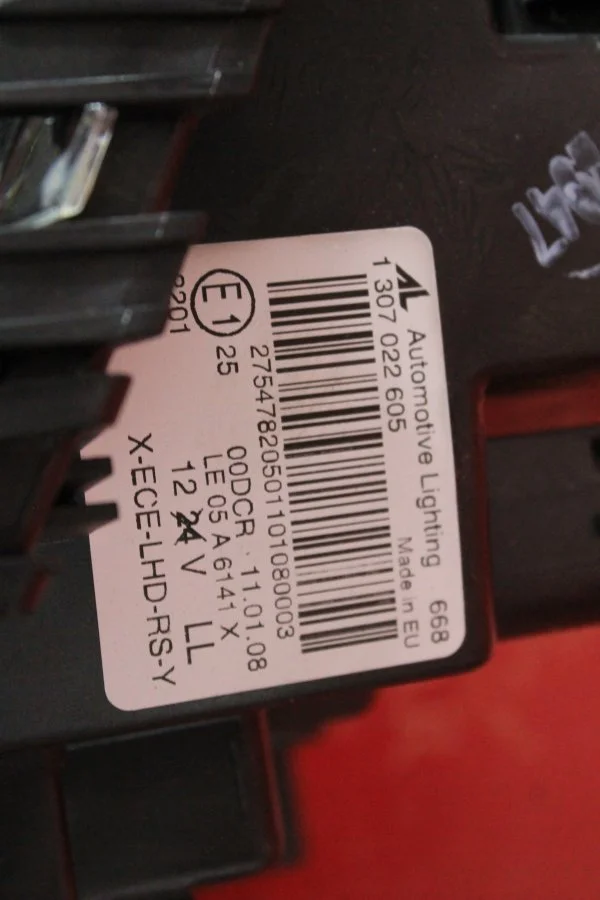 AL Automotive Lighting 668
1 307 022 605 Made in EU
2754782050110101080003
E1 00DCR 11.01.08
25 LE 05 A 6141 X
12 24 V LL
X-ECE-LHD-RS-Y